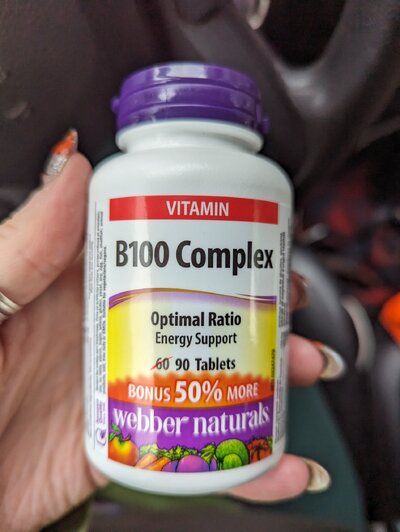 VITAMIN
B100 Complex
Optimal Ratio
Energy Support
60 90 Tablets
BONUS 50% MORE
webber naturals